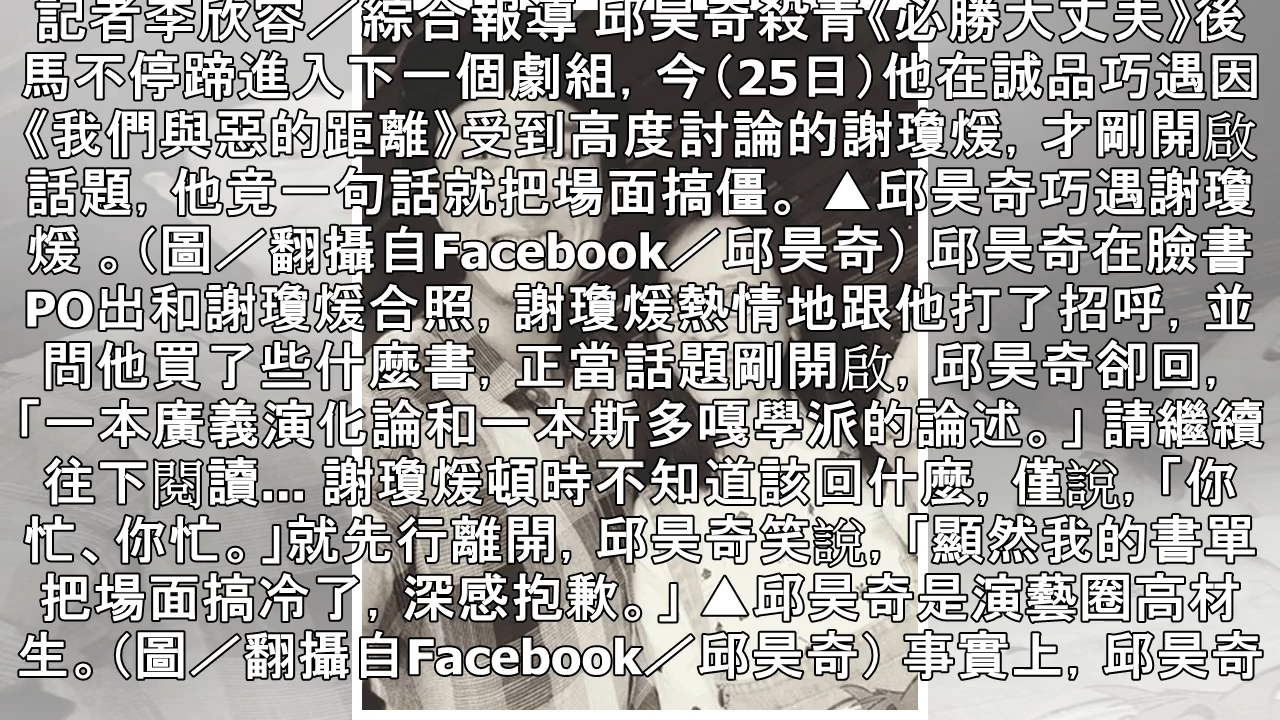 記者李欣容／綜合報導 邱昊奇殺青《必勝大丈夫》後
馬不停蹄進入下一個劇組，今（25日）他在誠品巧遇因
《我們與惡的距離》受到高度討論的謝瓊煖，才剛開啟
話題，他竟一句話就把場面搞僵。 ▲邱昊奇巧遇謝瓊
煖 。（圖／翻攝自Facebook／邱昊奇） 邱昊奇在臉書
PO出和謝瓊煖合照，謝瓊煖熱情地跟他打了招呼，並
問他買了些什麼書，正當話題剛開啟，邱昊奇卻回，
「一本廣義演化論和一本斯多嘎學派的論述。」 請繼續
往下閱讀... 謝瓊煖頓時不知道該回什麼，僅說，「你
忙、你忙。」就先行離開，邱昊奇笑說，「顯然我的書單
把場面搞冷了，深感抱歉。」 ▲邱昊奇是演藝圈高材
生。（圖／翻攝自Facebook／邱昊奇） 事實上，邱昊奇